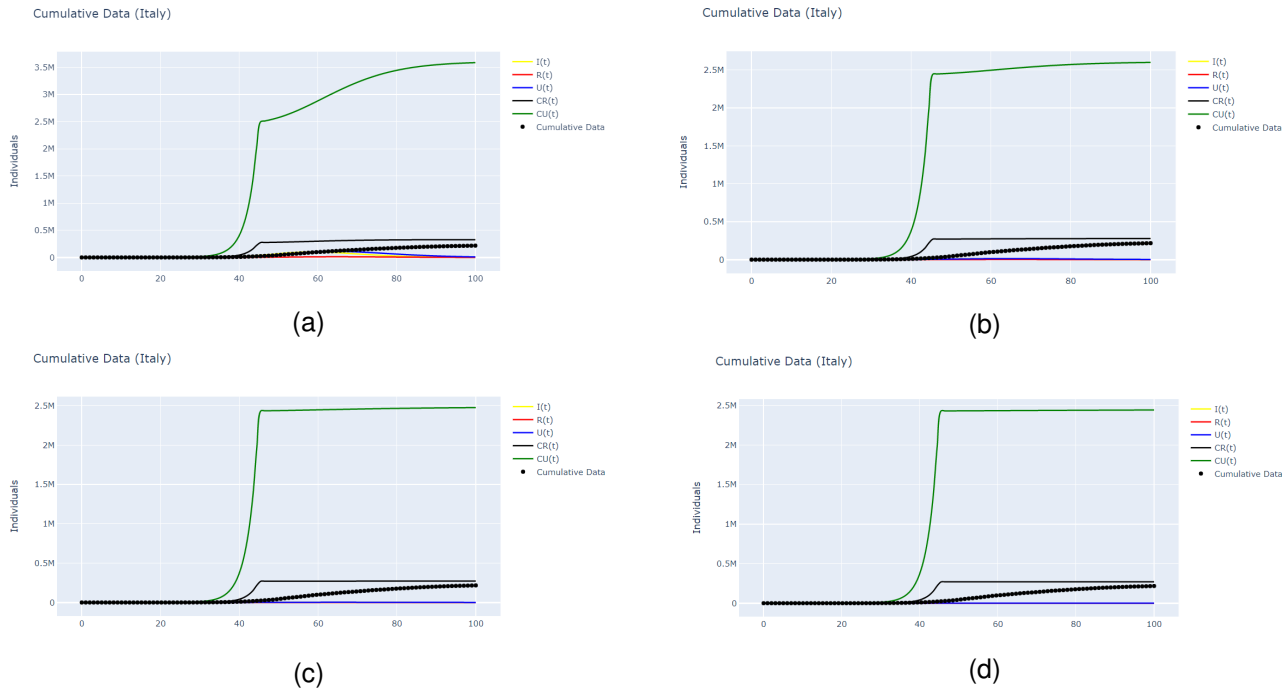 Cumulative Data (Italy)
Individuals
3.5M
3M
2.5M
2M
1.5M
1M
0.5M
0
0 20 40 60 80 100
I(t)
R(t)
U(t)
CR(t)
CU(t)
Cumulative Data
(a)
Cumulative Data (Italy)
Individuals
2.5M
2M
1.5M
1M
0.5M
0
0 20 40 60 80 100
I(t)
R(t)
U(t)
CR(t)
CU(t)
Cumulative Data
(b)
Cumulative Data (Italy)
Individuals
2.5M
2M
1.5M
1M
0.5M
0
0 20 40 60 80 100
I(t)
R(t)
U(t)
CR(t)
CU(t)
Cumulative Data
(c)
Cumulative Data (Italy)
Individuals
2.5M
2M
1.5M
1M
0.5M
0
0 20 40 60 80 100
I(t)
R(t)
U(t)
CR(t)
CU(t)
Cumulative Data
(d)